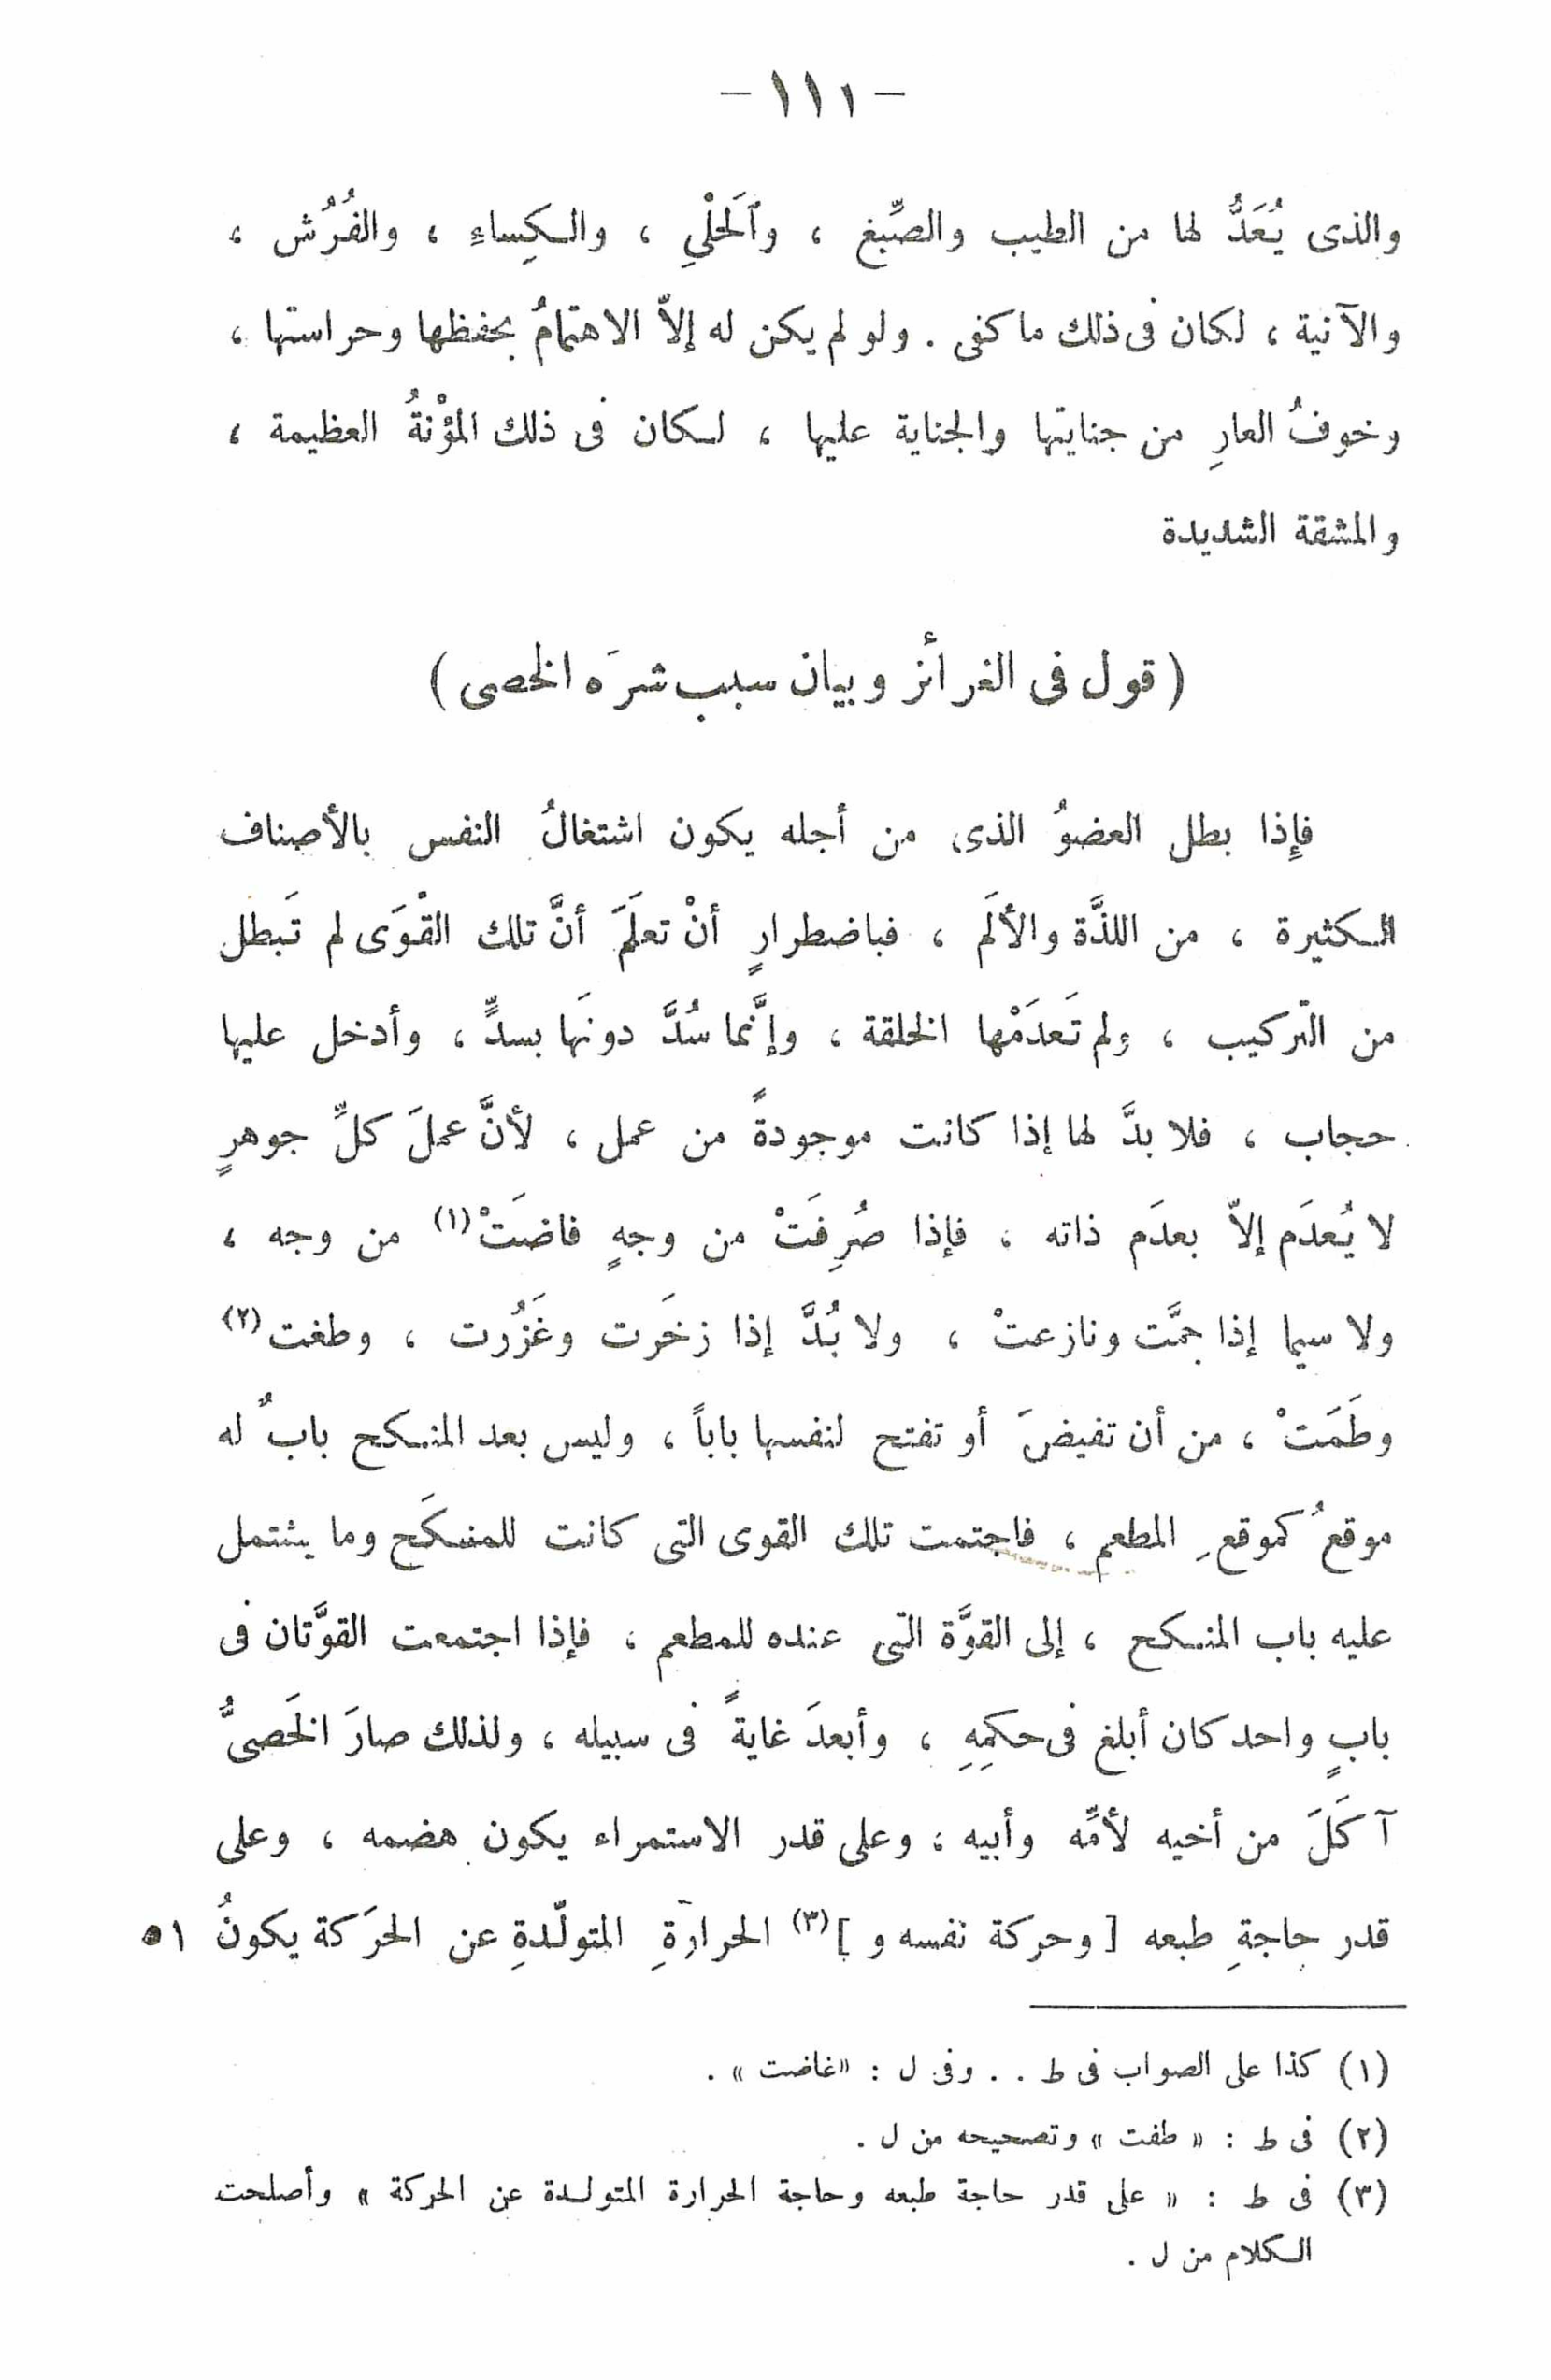 — ١١١ —
والذى يُعَدُّ لها من الطيب والصِّبغ ، وٱلَحلْيِ ، والكِساءِ ، والفُرُش ،
والآنية ، لكان فى ذلك ما كفى . ولو لم يكن له إلاّ الاهتمامُ بحفظها وحراستها ،
وخوفُ العارِ من جنايتها والجناية عليها ، لكان فى ذلك المؤْنةُ العظيمة ،
والمشقة الشديدة
( قول فى الغرائز وبيان سبب شرَه الخصى )
فإِذا بطل العضوُ الذى من أجله يكون اشتغالُ النفس بالأصناف
الكثيرة ، من اللذَّة والألَم ، فباضطرارٍ أنْ تعلَمَ أنَّ تلك القْوَى لم تَبطل
من التركيب ، ولم تَعدَمْها الخلقة ، وإنَّما سُدَّ دونَها بسدٍّ ، وأدخل عليها
حجاب ، فلا بدَّ لها إذا كانت موجودةً من عمل ، لأنَّ عملَ كلِّ جوهرٍ
لا يُعدَم إلاّ بعدَم ذاته ، فإذا صُرِفَتْ من وجهٍ فاضَتْ(١) من وجه ،
ولا سيما إذا جمَّت ونازعتْ ، ولا بُدَّ إذا زخَرت وغَزُرت ، وطغت(٢)
وطَمَتْ ، من أن تفيضَ أو تفتح لنفسها باباً ، وليس بعد المنكح بابٌ له
موقعٌ كموقعِ المطعم ، فاجتمت تلك القوى التى كانت للمنكَح وما يشتمل
عليه باب المنكح ، إلى القوَّة التى عنده للمطعم ، فإذا اجتمعت القوَّتان فى
بابٍ واحد كان أبلغ فى حكمِهِ ، وأبعدَ غايةً فى سبيله ، ولذلك صارَ الخَصىُّ
آكَلَ من أخيه لأمِّه وأبيه ، وعلى قدر الاستمراء يكون هضمه ، وعلى
قدر حاجةِ طبعه [ وحركة نفسه و ](٣) الحرارةِ المتولّدةِ عن الحرَكة يكونُ ١٥
(١) كذا على الصواب فى ط . . وفى ل : «غاضت» .
(٢) فى ط : « طفت » وتصحيحه من ل .
(٣) فى ط : « على قدر حاجة طبعه وحاجة الحرارة المتولدة عن الحركة » وأصلحت
الكلام من ل .